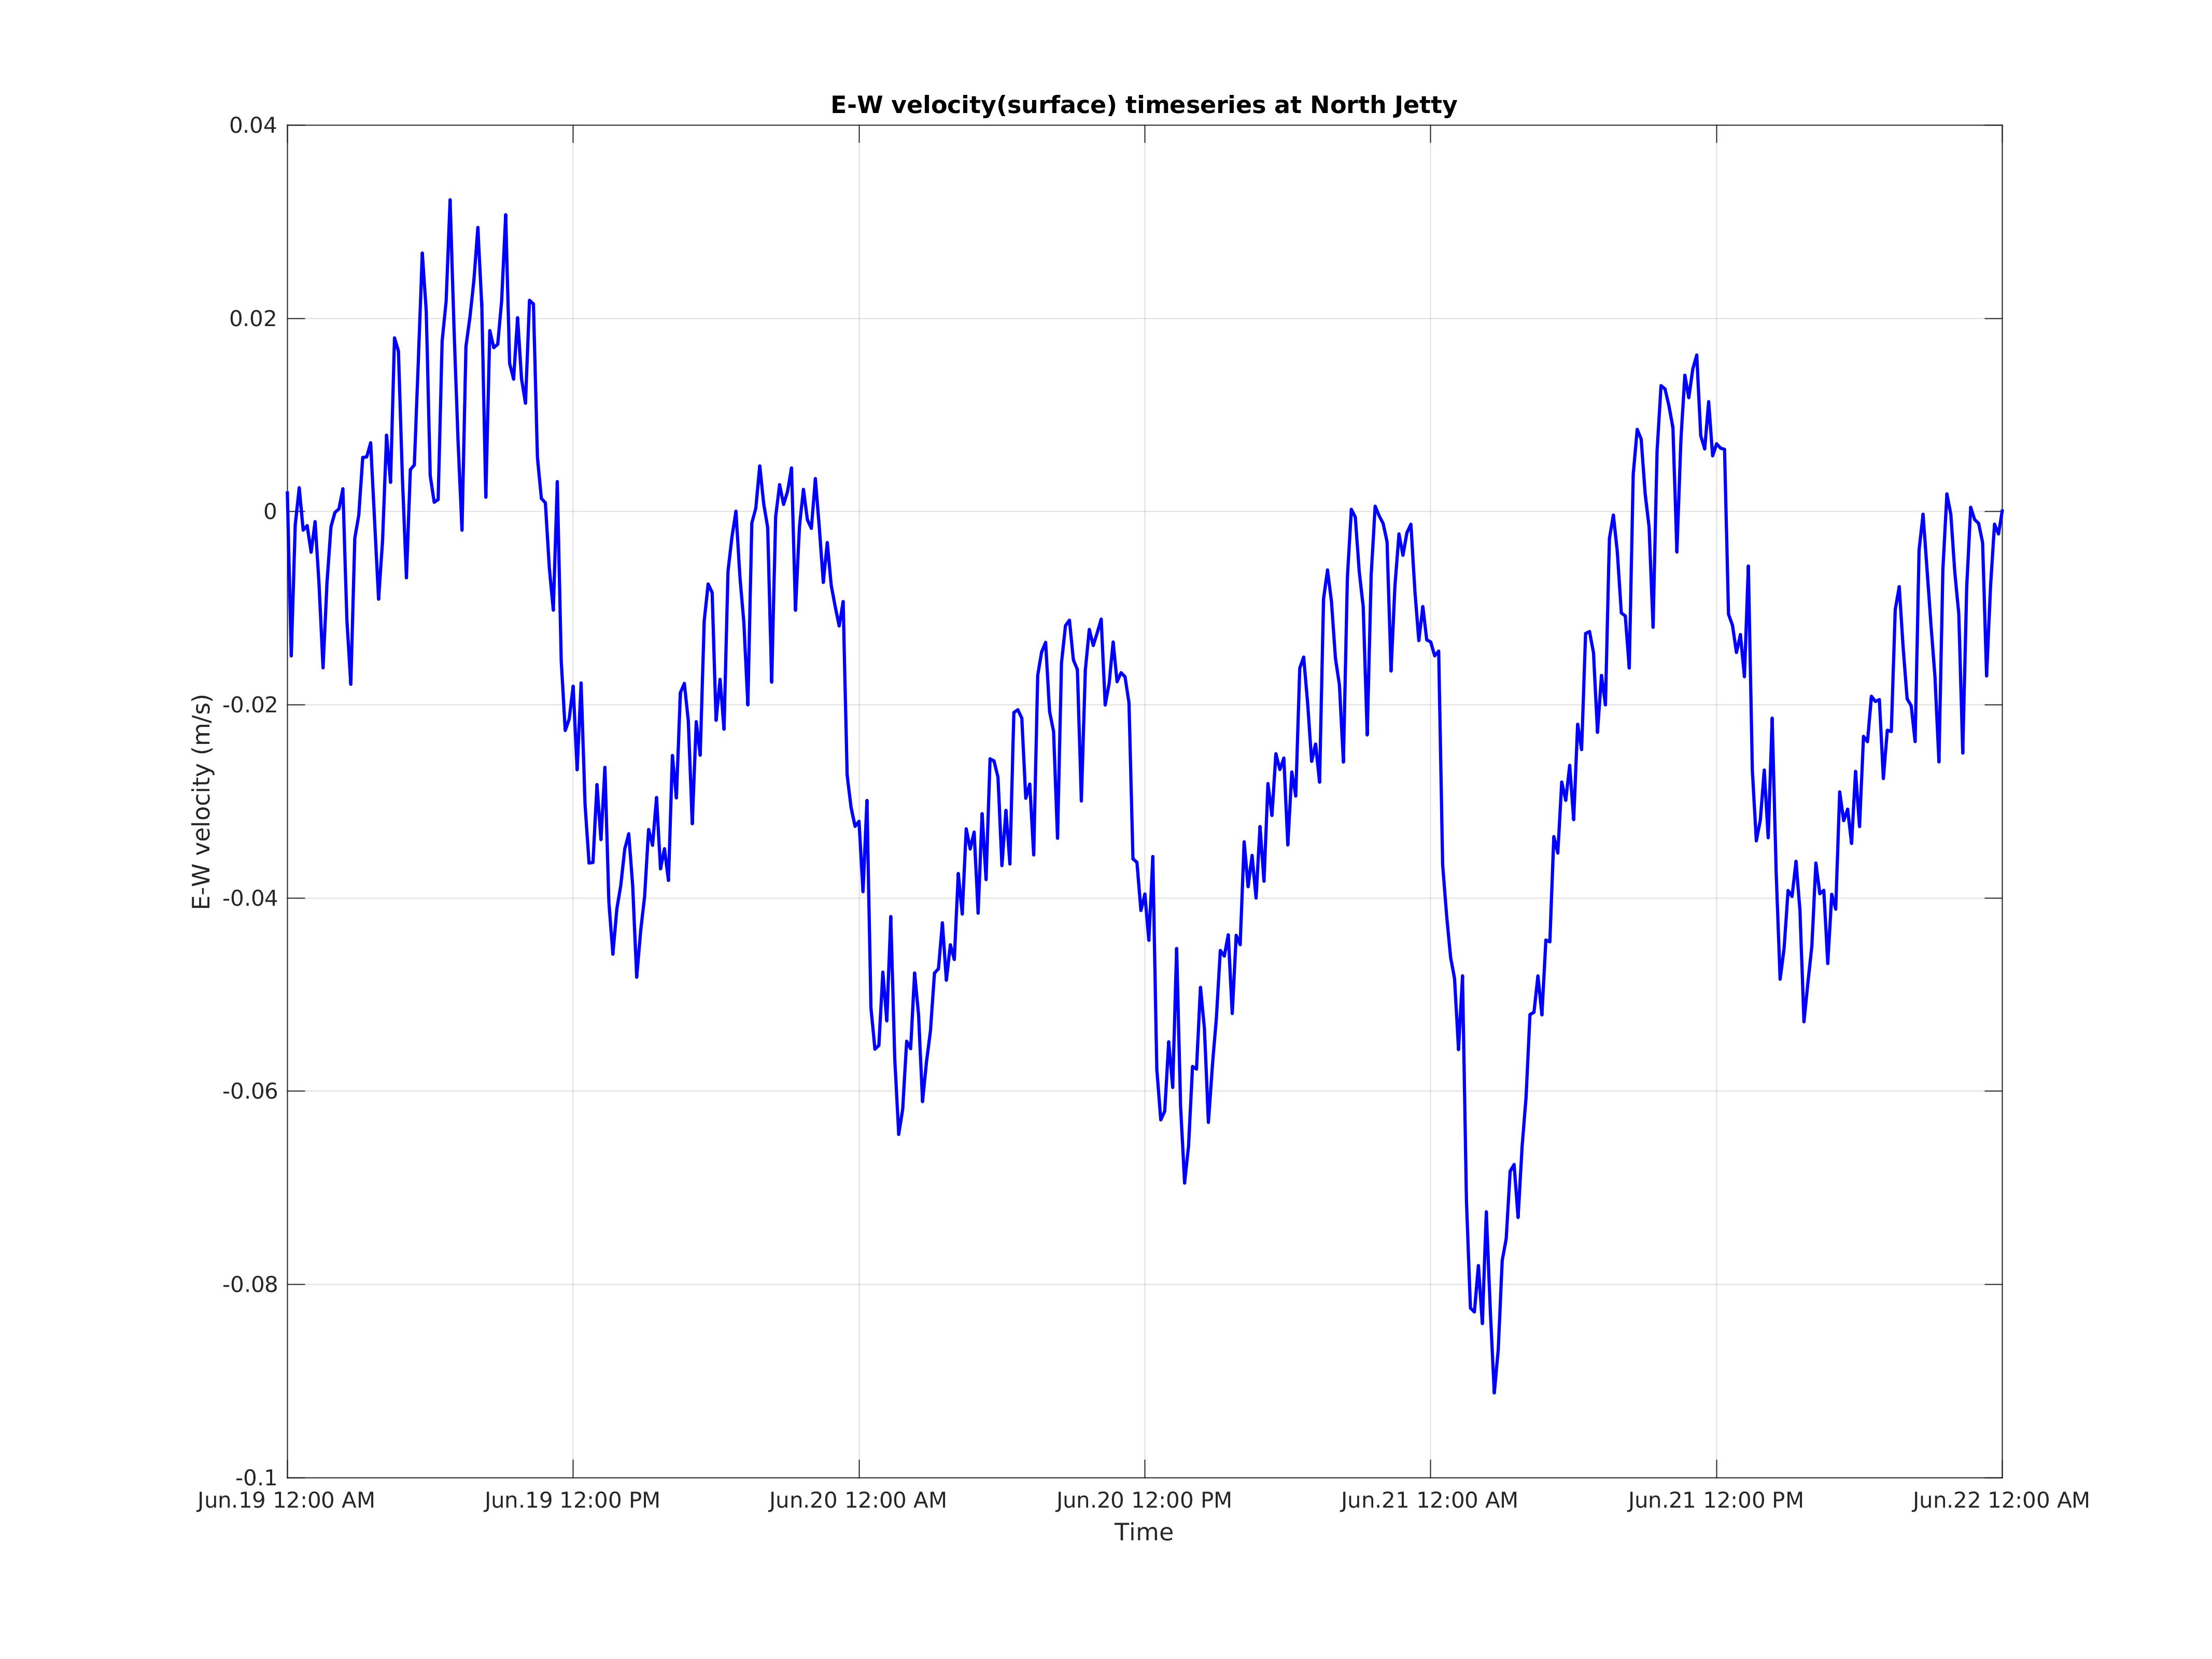 E-W velocity(surface) timeseries at North Jetty
0.04
0.02
0
-0.02
-0.04
-0.06
-0.08
-0.1
E-W velocity (m/s)
Jun.19 12:00 AM
Jun.19 12:00 PM
Jun.20 12:00 AM
Jun.20 12:00 PM
Jun.21 12:00 AM
Jun.21 12:00 PM
Jun.22 12:00 AM
Time